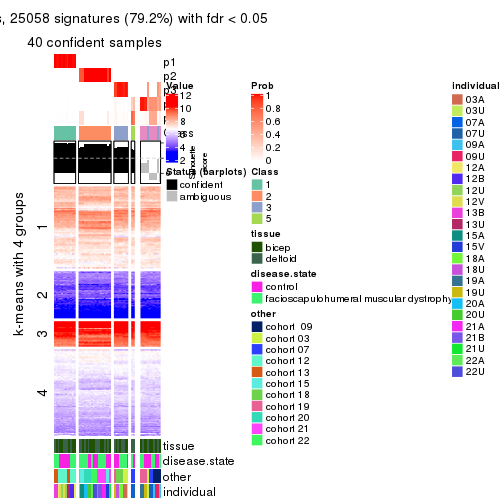 s, 25058 signatures (79.2%) with fdr < 0.05
40 confident samples
p1
p2
p3
Value
12
10
8
6
4
2
0
Silhouette
score
Status (barplots)
confident
ambiguous
Prob
1
0.8
0.6
0.4
0.2
0
Class
1
2
3
5
tissue
bicep
deltoid
disease.state
control
facioscapulohumeral muscular dystrophy
other
cohort 09
cohort 03
cohort 07
cohort 12
cohort 13
cohort 15
cohort 18
cohort 19
cohort 20
cohort 21
cohort 22
individual
03A
03U
07A
07U
09A
09U
12A
12B
12U
12V
13B
13U
15A
15V
18A
18U
19A
19U
20A
20U
21A
21B
21U
22A
22U
k-means with 4 groups
1
2
3
4
tissue
disease.state
other
individual